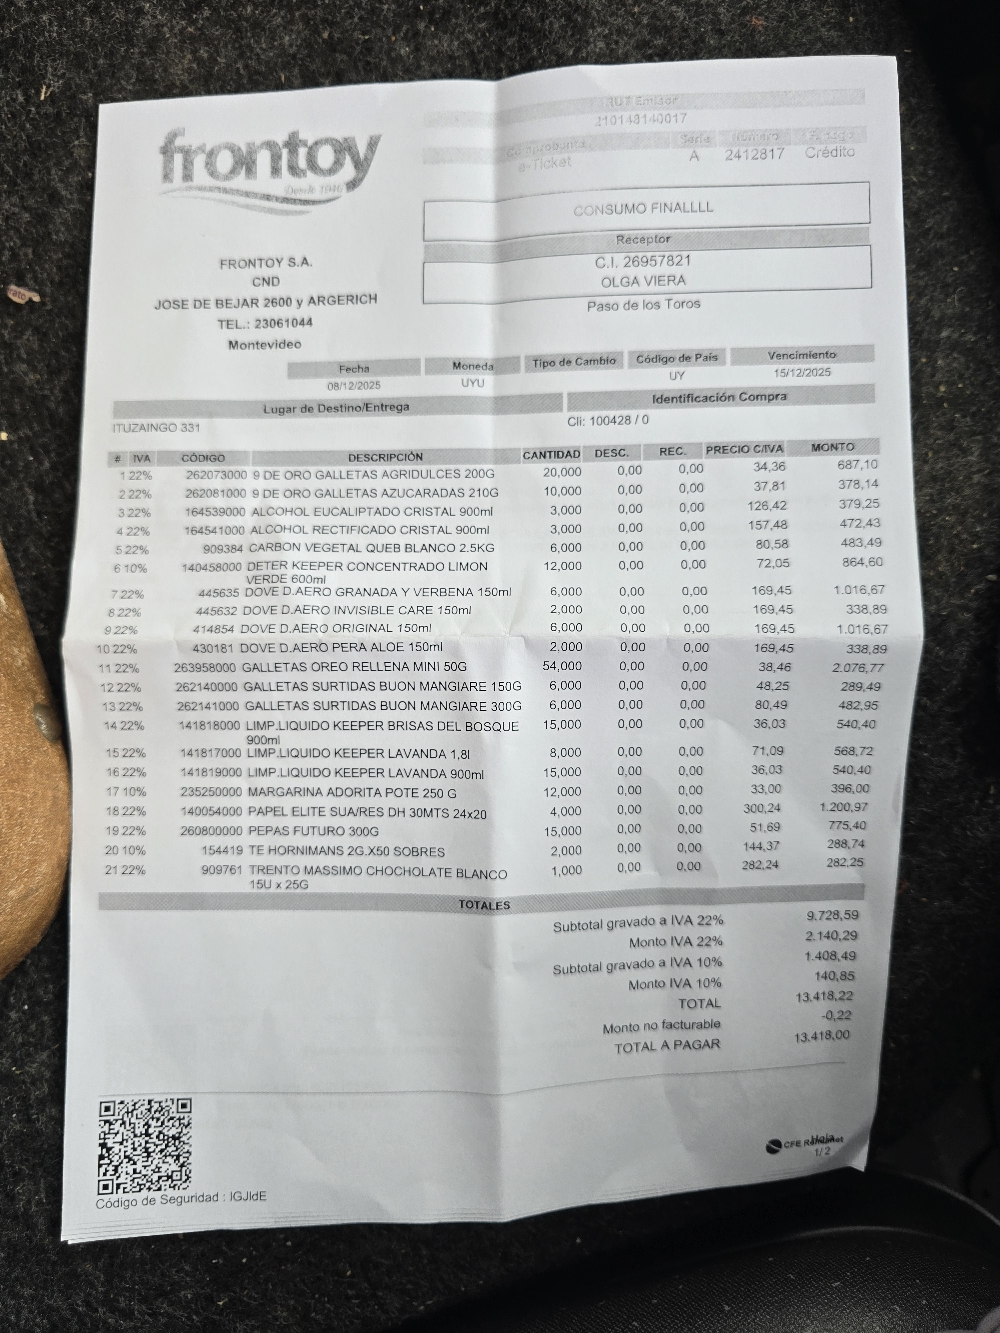 frontoy
Desde 1940
RUT Emisor
210148140017
Serie
e-Ticket A 2412817 Crédito
CONSUMO FINALLLL
Receptor
C.I. 26957821
OLGA VIERA
Paso de los Toros
FRONTOY S.A.
CND
JOSE DE BEJAR 2600 y ARGERICH
TEL.: 23061044
Montevideo
Fecha Moneda Tipo de Cambio Código de País Vencimiento
08/12/2025 UYU UY 15/12/2025
Lugar de Destino/Entrega Identificación Compra
ITUZAINGO 331 Cli: 100428 / 0
# IVA CÓDIGO DESCRIPCIÓN CANTIDAD DESC. REC. PRECIO C/IVA MONTO
1 22% 262073000 9 DE ORO GALLETAS AGRIDULCES 200G 20,000 0,00 0,00 34,36 687,10
2 22% 262081000 9 DE ORO GALLETAS AZUCARADAS 210G 10,000 0,00 0,00 37,81 378,14
3 22% 164539000 ALCOHOL EUCALIPTADO CRISTAL 900ml 3,000 0,00 0,00 126,42 379,25
4 22% 164541000 ALCOHOL RECTIFICADO CRISTAL 900ml 3,000 0,00 0,00 157,48 472,43
5 22% 909384 CARBON VEGETAL QUEB BLANCO 2.5KG 6,000 0,00 0,00 80,58 483,49
6 10% 140458000 DETER KEEPER CONCENTRADO LIMON 12,000 0,00 0,00 72,05 864,60
VERDE 600ml
7 22% 445635 DOVE D.AERO GRANADA Y VERBENA 150ml 6,000 0,00 0,00 169,45 1.016,67
8 22% 445632 DOVE D.AERO INVISIBLE CARE 150ml 2,000 0,00 0,00 169,45 338,89
9 22% 414854 DOVE D.AERO ORIGINAL 150ml 6,000 0,00 0,00 169,45 1.016,67
10 22% 430181 DOVE D.AERO PERA ALOE 150ml 2,000 0,00 0,00 169,45 338,89
11 22% 263958000 GALLETAS OREO RELLENA MINI 50G 54,000 0,00 0,00 38,46 2.076,77
12 22% 262140000 GALLETAS SURTIDAS BUON MANGIARE 150G 6,000 0,00 0,00 48,25 289,49
13 22% 262141000 GALLETAS SURTIDAS BUON MANGIARE 300G 6,000 0,00 0,00 80,49 482,95
14 22% 141818000 LIMP.LIQUIDO KEEPER BRISAS DEL BOSQUE 15,000 0,00 0,00 36,03 540,40
900ml
15 22% 141817000 LIMP.LIQUIDO KEEPER LAVANDA 1,8l 8,000 0,00 0,00 71,09 568,72
16 22% 141819000 LIMP.LIQUIDO KEEPER LAVANDA 900ml 15,000 0,00 0,00 36,03 540,40
17 10% 235250000 MARGARINA ADORITA POTE 250 G 12,000 0,00 0,00 33,00 396,00
18 22% 140054000 PAPEL ELITE SUA/RES DH 30MTS 24x20 4,000 0,00 0,00 300,24 1.200,97
19 22% 260800000 PEPAS FUTURO 300G 15,000 0,00 0,00 51,69 775,40
20 10% 154419 TE HORNIMANS 2G.X50 SOBRES 2,000 0,00 0,00 144,37 288,74
21 22% 909761 TRENTO MASSIMO CHOCHOLATE BLANCO 1,000 0,00 0,00 282,24 282,25
15U x 25G
TOTALES
Subtotal gravado a IVA 22% 9.728,59
Monto IVA 22% 2.140,29
Subtotal gravado a IVA 10% 1.408,49
Monto IVA 10% 140,85
TOTAL 13.418,22
Monto no facturable -0,22
TOTAL A PAGAR 13.418,00
CFE
Hoja
1/ 2
Código de Seguridad : IGJIdE